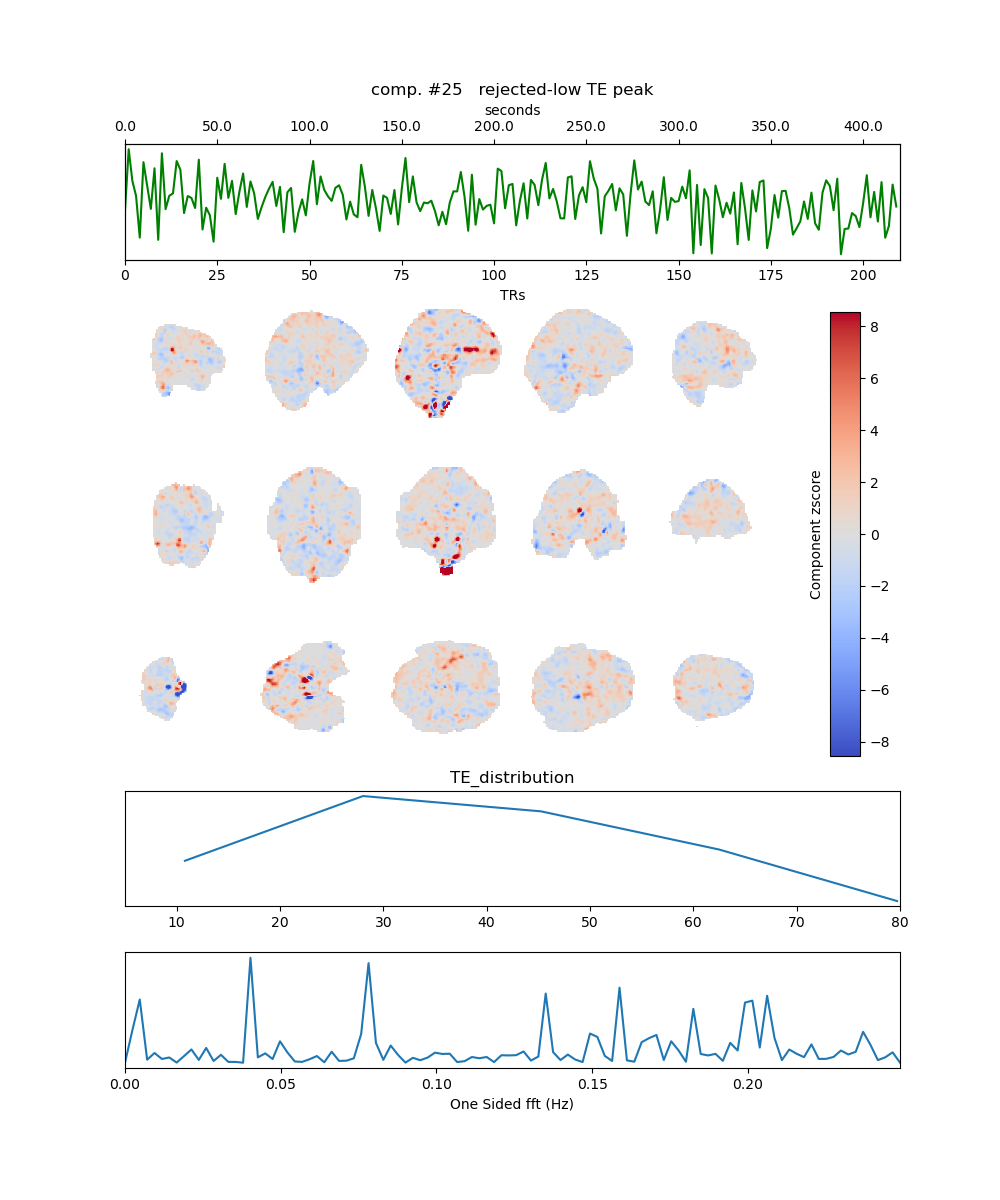 comp. #25   rejected-low TE peak
seconds
0.0 50.0 100.0 150.0 200.0 250.0 300.0 350.0 400.0
0 25 50 75 100 125 150 175 200
TRs
8
6
4
2
0
−2
−4
−6
−8
Component zscore
TE_distribution
10 20 30 40 50 60 70 80
0.00 0.05 0.10 0.15 0.20
One Sided fft (Hz)